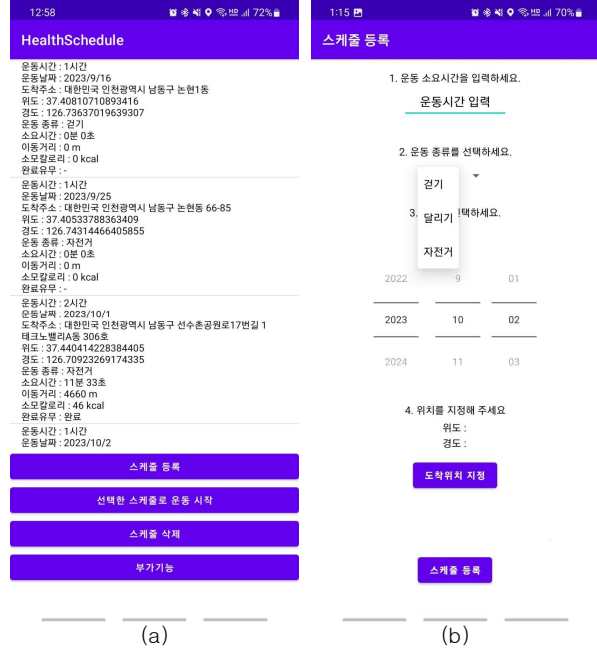 12:58
72%
HealthSchedule
운동시간 : 1시간
운동날짜 : 2023/9/16
도착주소 : 대한민국 인천광역시 남동구 논현1동
위도 : 37.40810710893416
경도 : 126.73637019639307
운동 종류 : 걷기
소요시간 : 0분 0초
이동거리 : 0 m
소모칼로리 : 0 kcal
완료유무 : -
운동시간 : 1시간
운동날짜 : 2023/9/25
도착주소 : 대한민국 인천광역시 남동구 논현동 66-85
위도 : 37.40533788363409
경도 : 126.74314466405855
운동 종류 : 자전거
소요시간 : 0분 0초
이동거리 : 0 m
소모칼로리 : 0 kcal
완료유무 : -
운동시간 : 2시간
운동날짜 : 2023/10/1
도착주소 : 대한민국 인천광역시 남동구 선수촌공원로17번길 1
테크노밸리A동 306호
위도 : 37.440414228384405
경도 : 126.70923269174335
운동 종류 : 자전거
소요시간 : 11분 33초
이동거리 : 4660 m
소모칼로리 : 46 kcal
완료유무 : 완료
운동시간 : 1시간
운동날짜 : 2023/10/2
스케줄 등록
선택한 스케줄로 운동 시작
스케줄 삭제
부가기능
(a)
1:15
70%
스케줄 등록
1. 운동 소요시간을 입력하세요.
운동시간 입력
2. 운동 종류를 선택하세요.
걷기
3. 택하세요.
달리기
자전거
2022 9 01
2023 10 02
2024 11 03
4. 위치를 지정해 주세요
위도 :
경도 :
도착위치 지정
스케줄 등록
(b)